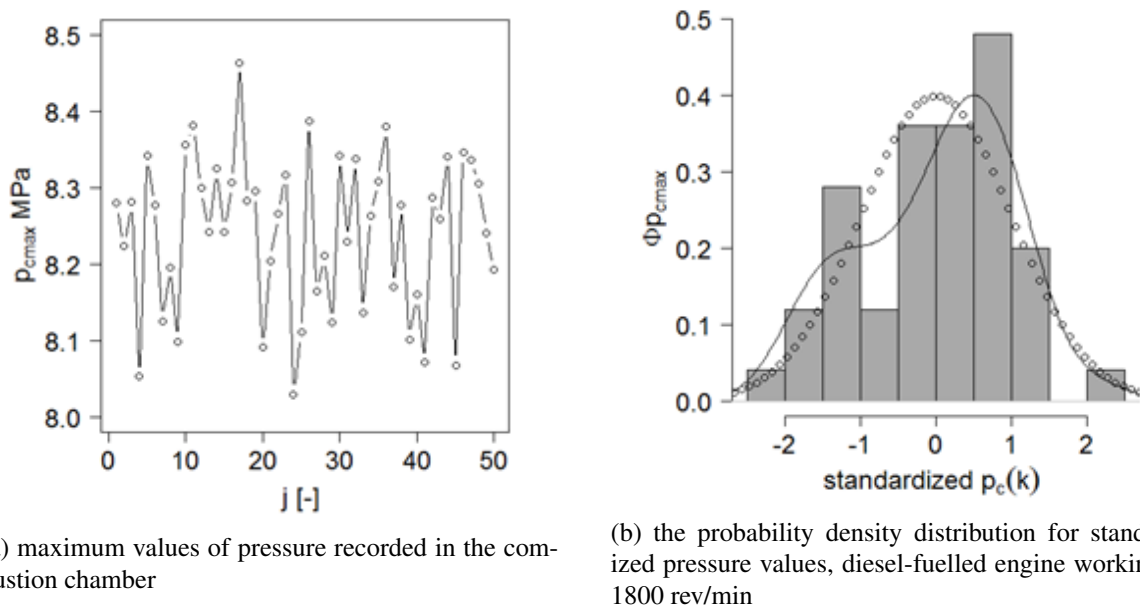 8.5
8.4
8.3
8.2
8.1
8.0
p_cmax MPa
0 10 20 30 40 50
j [-]
) maximum values of pressure recorded in the com-
ustion chamber
0.5
0.4
0.3
0.2
0.1
0.0
Φp_cmax
-2 -1 0 1 2
standardized p_c(k)
(b) the probability density distribution for stand
ized pressure values, diesel-fuelled engine workin
1800 rev/min